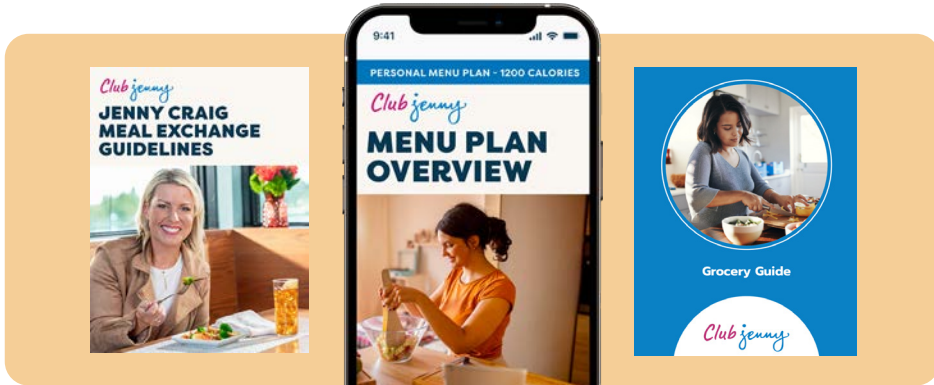 Club jenny
JENNY CRAIG
MEAL EXCHANGE
GUIDELINES
9:41
PERSONAL MENU PLAN - 1200 CALORIES
Club jenny
MENU PLAN
OVERVIEW
Grocery Guide
Club jenny